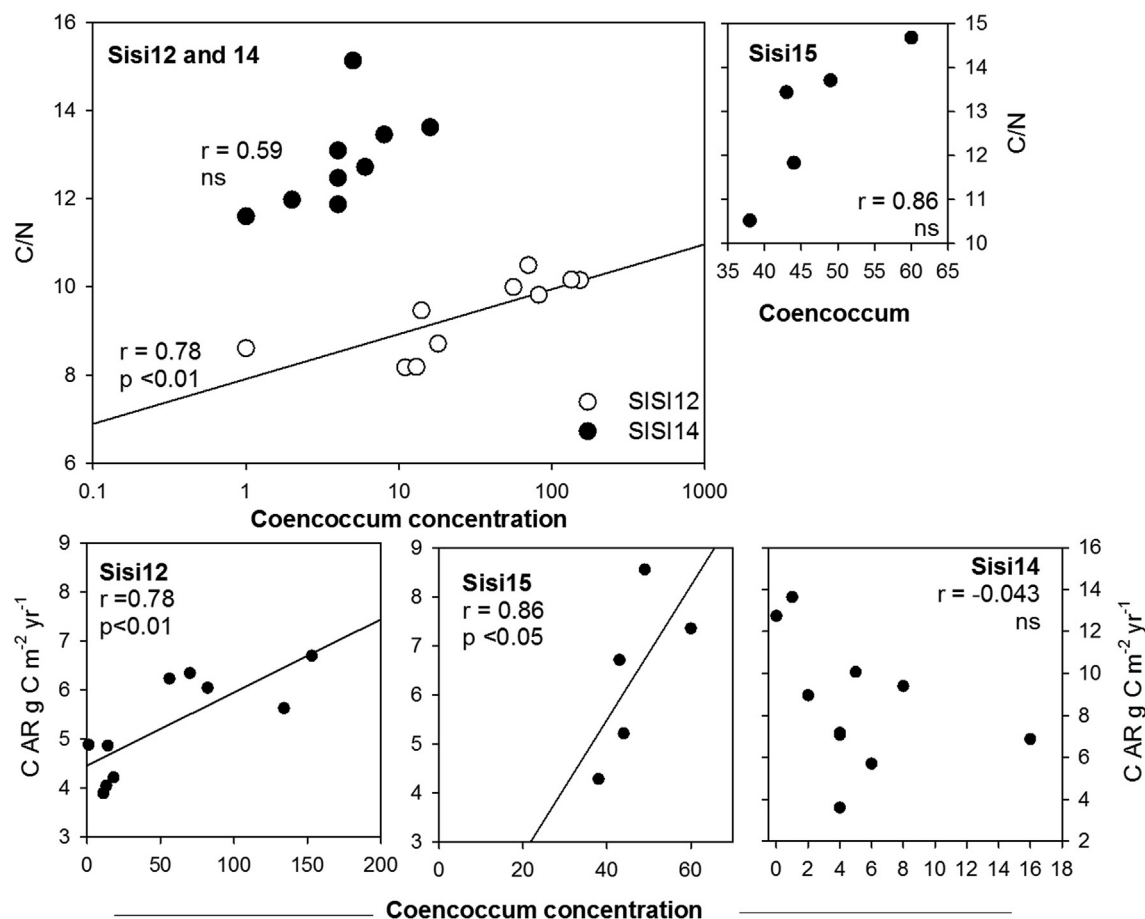 16
14
12
10
8
6
C/N
Sisi12 and 14
r = 0.59
ns
r = 0.78
p <0.01
SISI12
SISI14
0.1 1 10 100 1000
Coencoccum concentration
Sisi15
r = 0.86
ns
15
14
13
12
11
10
C/N
35 40 45 50 55 60 65
Coencoccum
9
8
7
6
5
4
3
C AR g C m⁻² yr⁻¹
Sisi12
r =0.78
p<0.01
0 50 100 150 200
9
8
7
6
5
4
3
Sisi15
r = 0.86
p <0.05
0 20 40 60
Sisi14
r = -0.043
ns
16
14
12
10
8
6
4
2
C AR g C m⁻² yr⁻¹
0 2 4 6 8 10 12 14 16 18
Coencoccum concentration